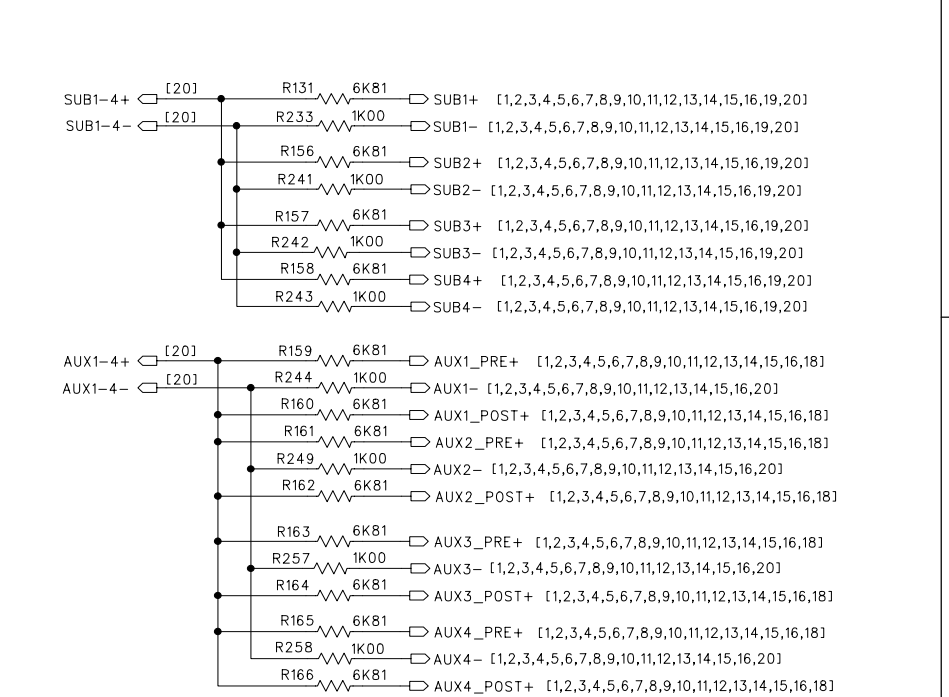 SUB1-4+ [20] R131 6K81 SUB1+ [1,2,3,4,5,6,7,8,9,10,11,12,13,14,15,16,19,20]
SUB1-4- [20] R233 1K00 SUB1- [1,2,3,4,5,6,7,8,9,10,11,12,13,14,15,16,19,20]
R156 6K81 SUB2+ [1,2,3,4,5,6,7,8,9,10,11,12,13,14,15,16,19,20]
R241 1K00 SUB2- [1,2,3,4,5,6,7,8,9,10,11,12,13,14,15,16,19,20]
R157 6K81 SUB3+ [1,2,3,4,5,6,7,8,9,10,11,12,13,14,15,16,19,20]
R242 1K00 SUB3- [1,2,3,4,5,6,7,8,9,10,11,12,13,14,15,16,19,20]
R158 6K81 SUB4+ [1,2,3,4,5,6,7,8,9,10,11,12,13,14,15,16,19,20]
R243 1K00 SUB4- [1,2,3,4,5,6,7,8,9,10,11,12,13,14,15,16,19,20]
AUX1-4+ [20] R159 6K81 AUX1_PRE+ [1,2,3,4,5,6,7,8,9,10,11,12,13,14,15,16,18]
AUX1-4- [20] R244 1K00 AUX1- [1,2,3,4,5,6,7,8,9,10,11,12,13,14,15,16,20]
R160 6K81 AUX1_POST+ [1,2,3,4,5,6,7,8,9,10,11,12,13,14,15,16,18]
R161 6K81 AUX2_PRE+ [1,2,3,4,5,6,7,8,9,10,11,12,13,14,15,16,18]
R249 1K00 AUX2- [1,2,3,4,5,6,7,8,9,10,11,12,13,14,15,16,20]
R162 6K81 AUX2_POST+ [1,2,3,4,5,6,7,8,9,10,11,12,13,14,15,16,18]
R163 6K81 AUX3_PRE+ [1,2,3,4,5,6,7,8,9,10,11,12,13,14,15,16,18]
R257 1K00 AUX3- [1,2,3,4,5,6,7,8,9,10,11,12,13,14,15,16,20]
R164 6K81 AUX3_POST+ [1,2,3,4,5,6,7,8,9,10,11,12,13,14,15,16,18]
R165 6K81 AUX4_PRE+ [1,2,3,4,5,6,7,8,9,10,11,12,13,14,15,16,18]
R258 1K00 AUX4- [1,2,3,4,5,6,7,8,9,10,11,12,13,14,15,16,20]
R166 6K81 AUX4_POST+ [1,2,3,4,5,6,7,8,9,10,11,12,13,14,15,16,18]